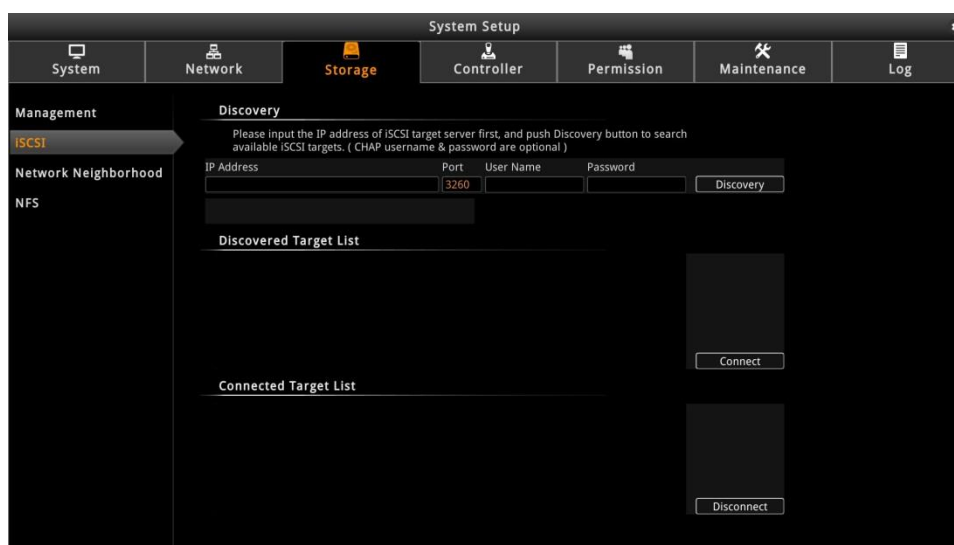 System Setup
System Network Storage Controller Permission Maintenance Log
Management
iSCSI
Network Neighborhood
NFS
Discovery
Please input the IP address of iSCSI target server first, and push Discovery button to search
available iSCSI targets. ( CHAP username & password are optional )
IP Address Port User Name Password
3260 Discovery
Discovered Target List
Connect
Connected Target List
Disconnect